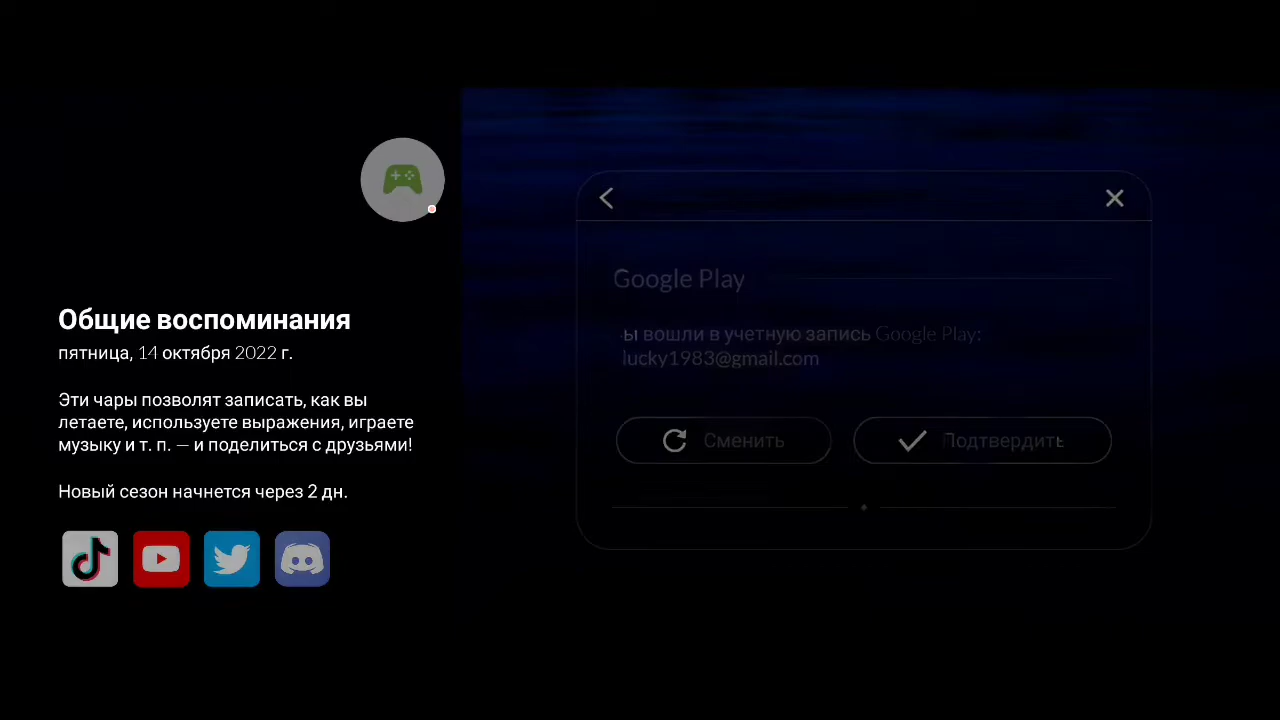 Общие воспоминания
пятница, 14 октября 2022 г.
Эти чары позволят записать, как вы
летаете, используете выражения, играете
музыку и т. п. — и поделиться с друзьями!
Новый сезон начнется через 2 дн.
Google Play
ы вошли в учетную запись Google Play:
lucky1983@gmail.com
Сменить
Подтвердить